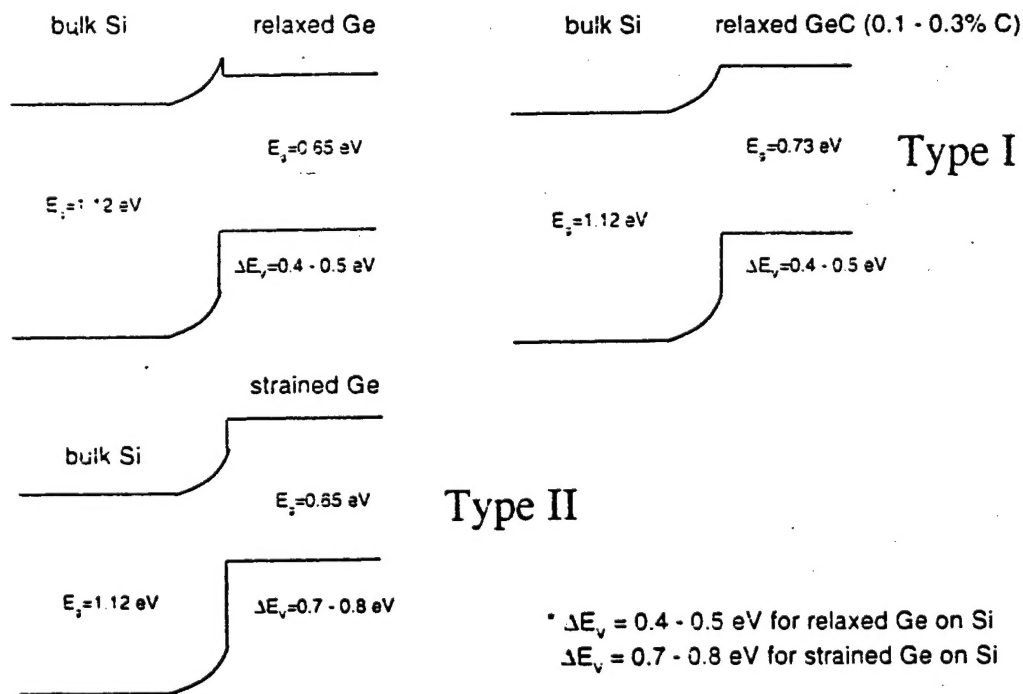 bulk Si relaxed Ge
E_g=0.65 eV
E_g=1.12 eV
ΔE_v=0.4 - 0.5 eV
bulk Si relaxed GeC (0.1 - 0.3% C)
E_g=0.73 eV
Type I
E_g=1.12 eV
ΔE_v=0.4 - 0.5 eV
strained Ge
bulk Si
E_g=0.65 eV
Type II
E_g=1.12 eV
ΔE_v=0.7 - 0.8 eV
* ΔE_v = 0.4 - 0.5 eV for relaxed Ge on Si
ΔE_v = 0.7 - 0.8 eV for strained Ge on Si